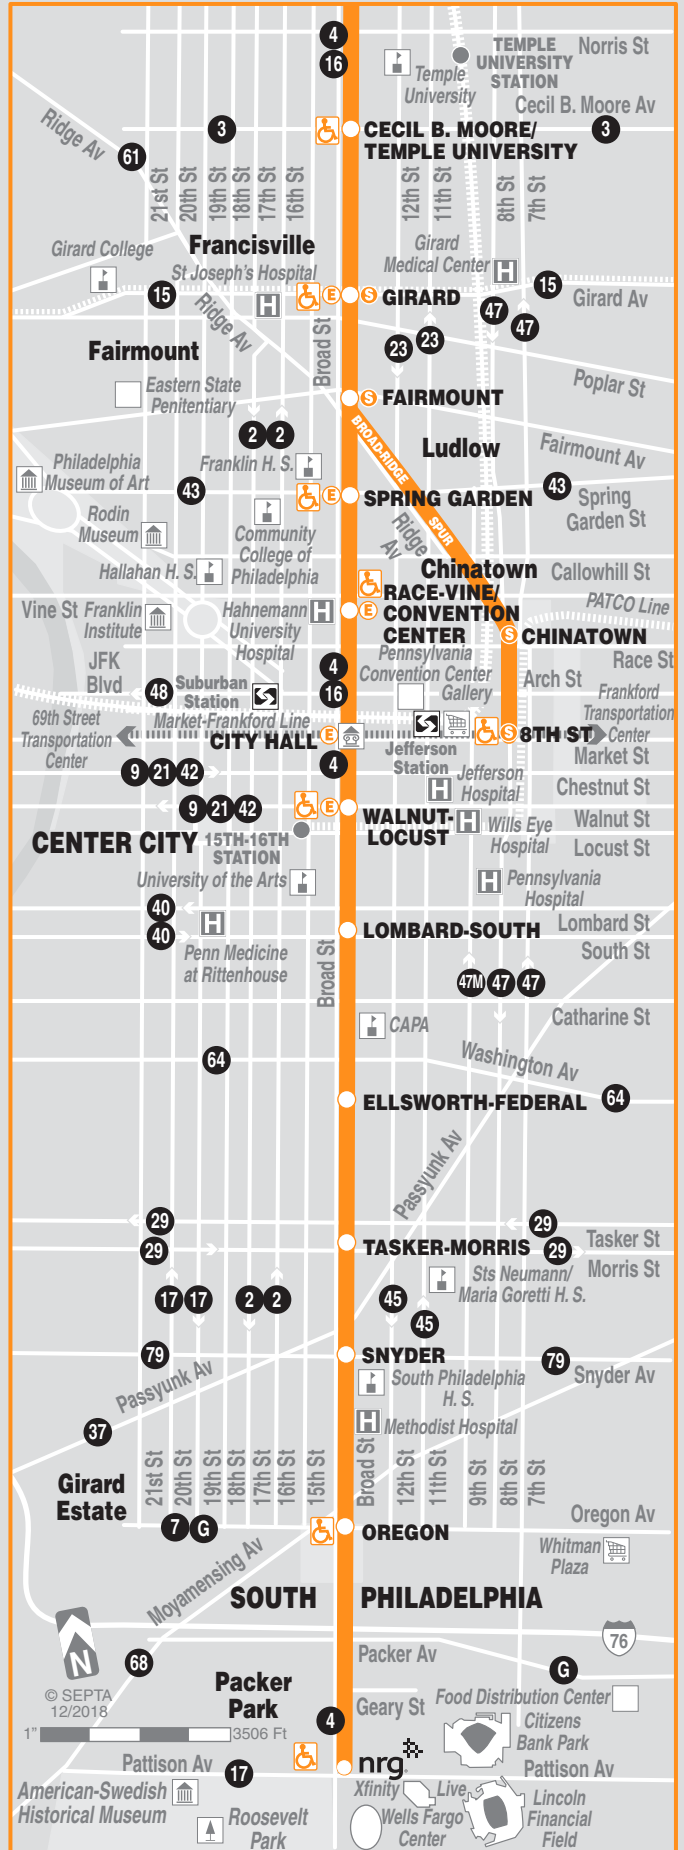 4
16
TEMPLE
UNIVERSITY
STATION
Norris St
Temple
University
Cecil B. Moore Av
Ridge Av
61
3
CECIL B. MOORE/
TEMPLE UNIVERSITY
3
21st St
20th St
19th St
18th St
17th St
16th St
12th St
11th St
8th St
7th St
Girard College
Francisville
St Joseph's Hospital
Girard
Medical Center
15
E
S
GIRARD
15
Girard Av
Ridge Av
Broad St
47
47
23
23
Fairmount
Eastern State
Penitentiary
S
FAIRMOUNT
Poplar St
2
2
BROAD-RIDGE
SPUR
Ludlow
Fairmount Av
Philadelphia
Museum of Art
43
Franklin H. S.
E
SPRING GARDEN
43
Spring
Garden St
Rodin
Museum
Community
College of
Philadelphia
Ridge
Av
Hallahan H. S.
Chinatown
Callowhill St
Vine St
Franklin
Institute
Hahnemann
University
Hospital
E
RACE-VINE/
CONVENTION
CENTER
PATCO Line
S
CHINATOWN
JFK
Blvd
48
Suburban
Station
4
16
Pennsylvania
Convention Center
Gallery
Race St
Arch St
69th Street
Transportation
Center
Market-Frankford Line
CITY HALL
E
Jefferson
Station
S
8TH ST
Frankford
Transportation
Center
Market St
4
9
21
42
Jefferson
Hospital
Chestnut St
9
21
42
E
WALNUT-
LOCUST
Wills Eye
Hospital
Walnut St
Locust St
CENTER CITY
15TH-16TH
STATION
University of the Arts
Pennsylvania
Hospital
40
40
Penn Medicine
at Rittenhouse
Broad St
LOMBARD-SOUTH
Lombard St
South St
47M
47
47
CAPA
Catharine St
64
Washington Av
ELLSWORTH-FEDERAL
64
Passyunk Av
29
29
TASKER-MORRIS
29
29
Tasker St
Morris St
17
17
2
2
Sts Neumann/
Maria Goretti H. S.
45
45
79
SNYDER
79
Snyder Av
Passyunk Av
South Philadelphia
H. S.
37
Methodist Hospital
21st St
20th St
19th St
18th St
17th St
16th St
15th St
Broad St
12th St
11th St
9th St
8th St
7th St
Girard
Estate
7
G
OREGON
Oregon Av
Whitman
Plaza
Moyamensing Av
SOUTH
PHILADELPHIA
76
N
68
Packer Av
G
© SEPTA
12/2018
1"
3506 Ft
Packer
Park
4
Geary St
Food Distribution Center
Citizens
Bank Park
Pattison Av
17
nrg
Pattison Av
American-Swedish
Historical Museum
Roosevelt
Park
Xfinity
Live
Wells Fargo
Center
Lincoln
Financial
Field